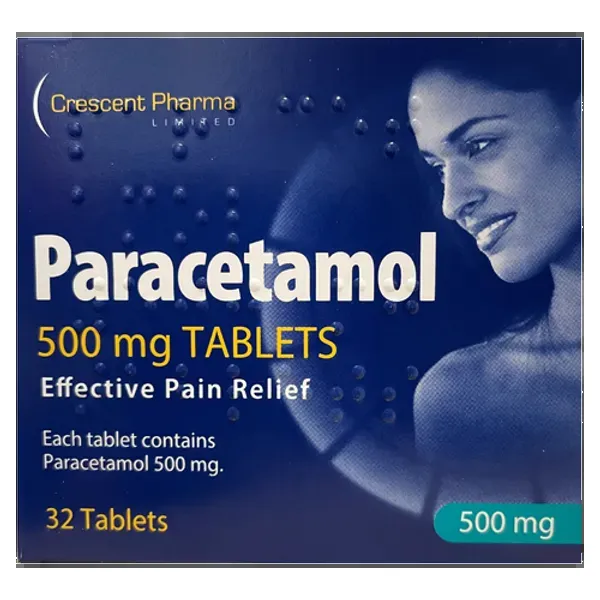 Crescent Pharma
LIMITED
Paracetamol
500 mg TABLETS
Effective Pain Relief
Each tablet contains
Paracetamol 500 mg.
32 Tablets
500 mg